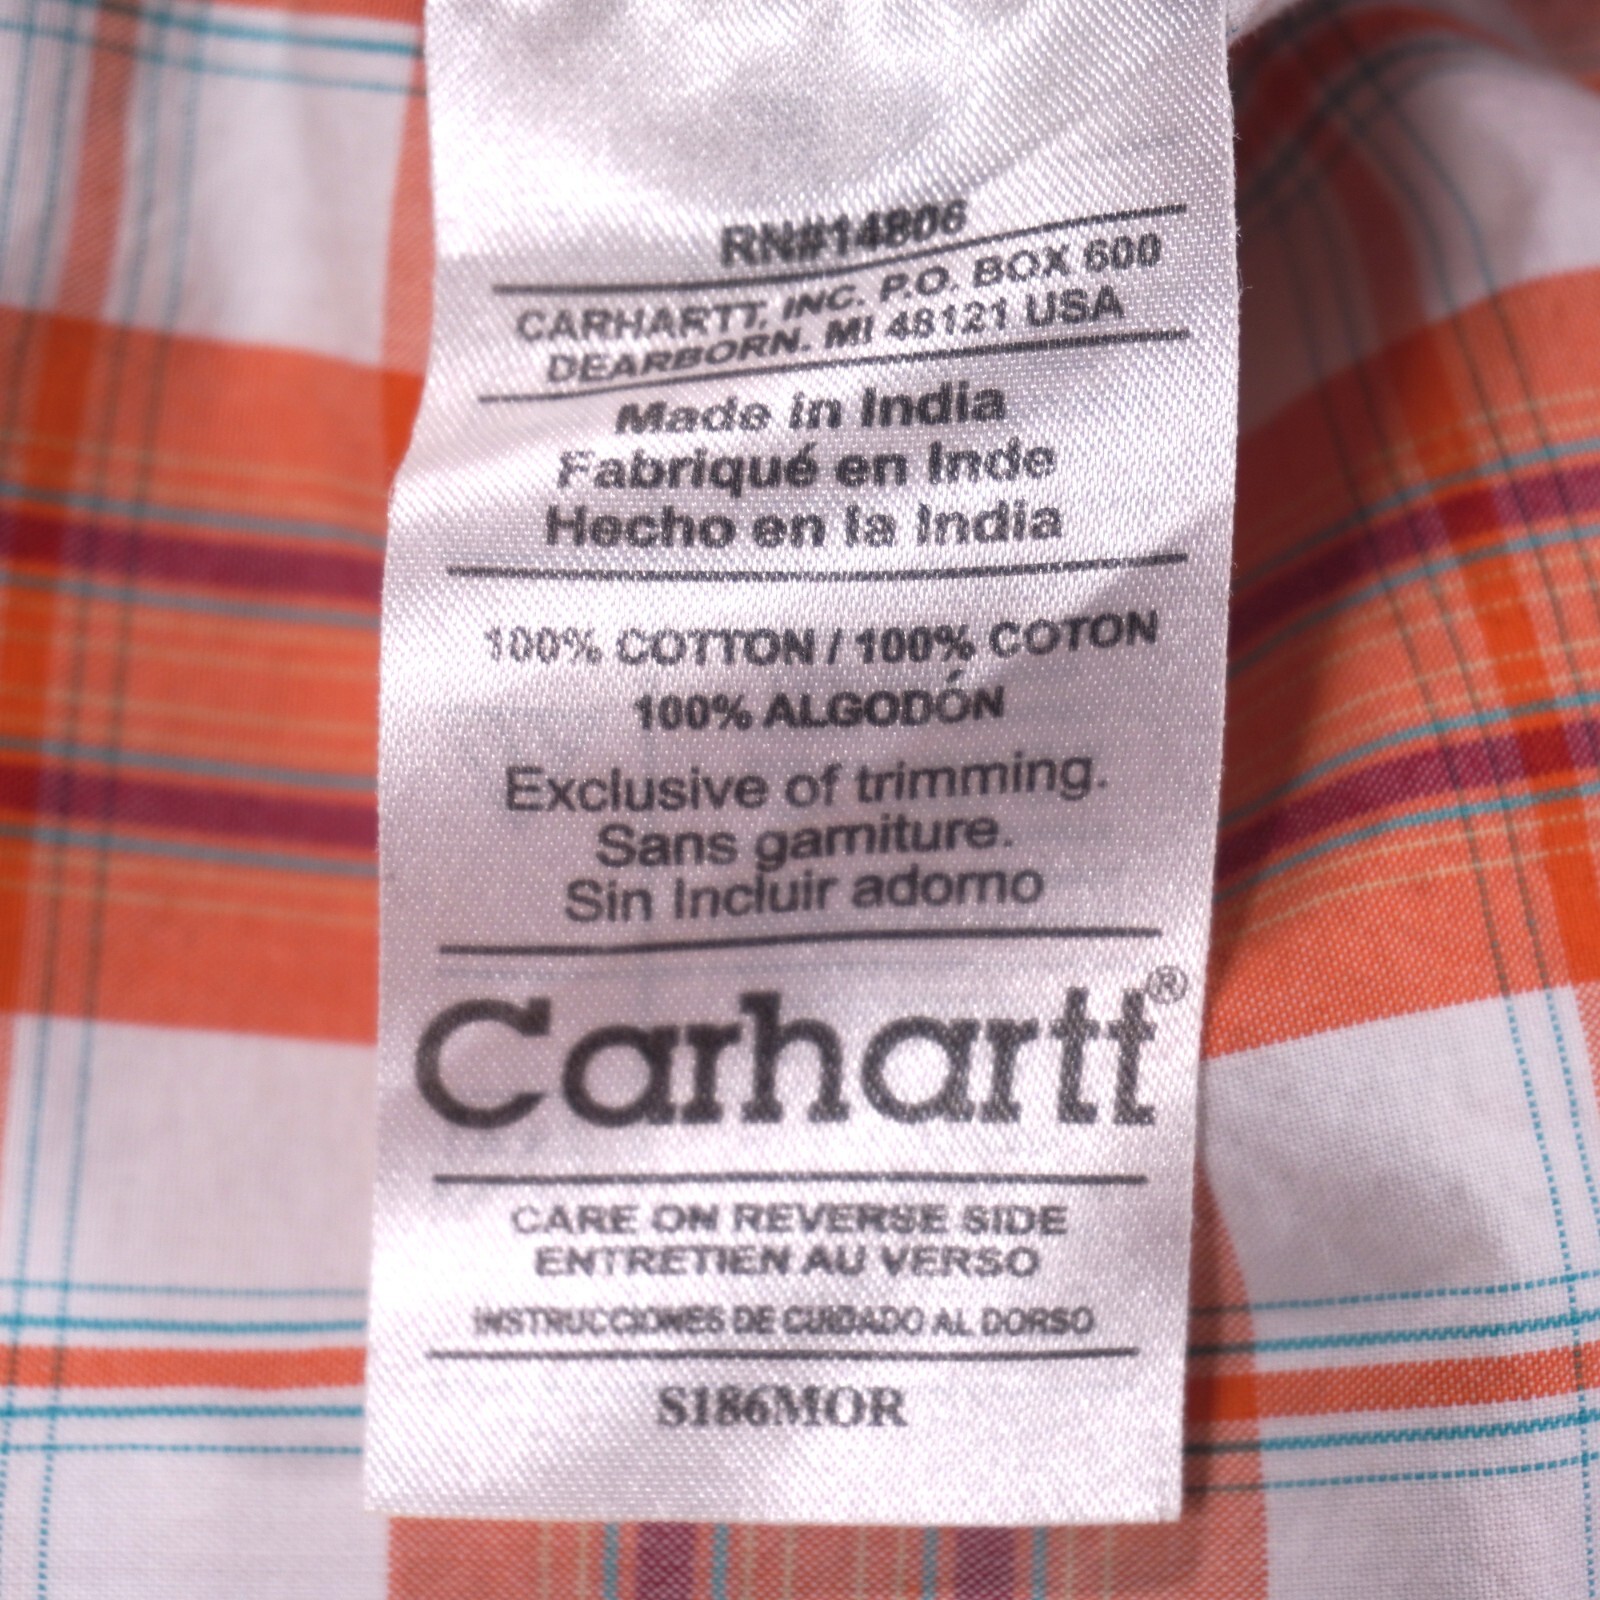 RN#14806
CARHARTT, INC. P.O. BOX 600
DEARBORN. MI 48121 USA
Made in India
Fabriqué en Inde
Hecho en la India
100% COTTON / 100% COTON
100% ALGODÓN
Exclusive of trimming.
Sans garniture.
Sin Incluir adorno
Carhartt®
CARE ON REVERSE SIDE
ENTRETIEN AU VERSO
INSTRUCCIONES DE CUIDADO AL DORSO
S186MOR